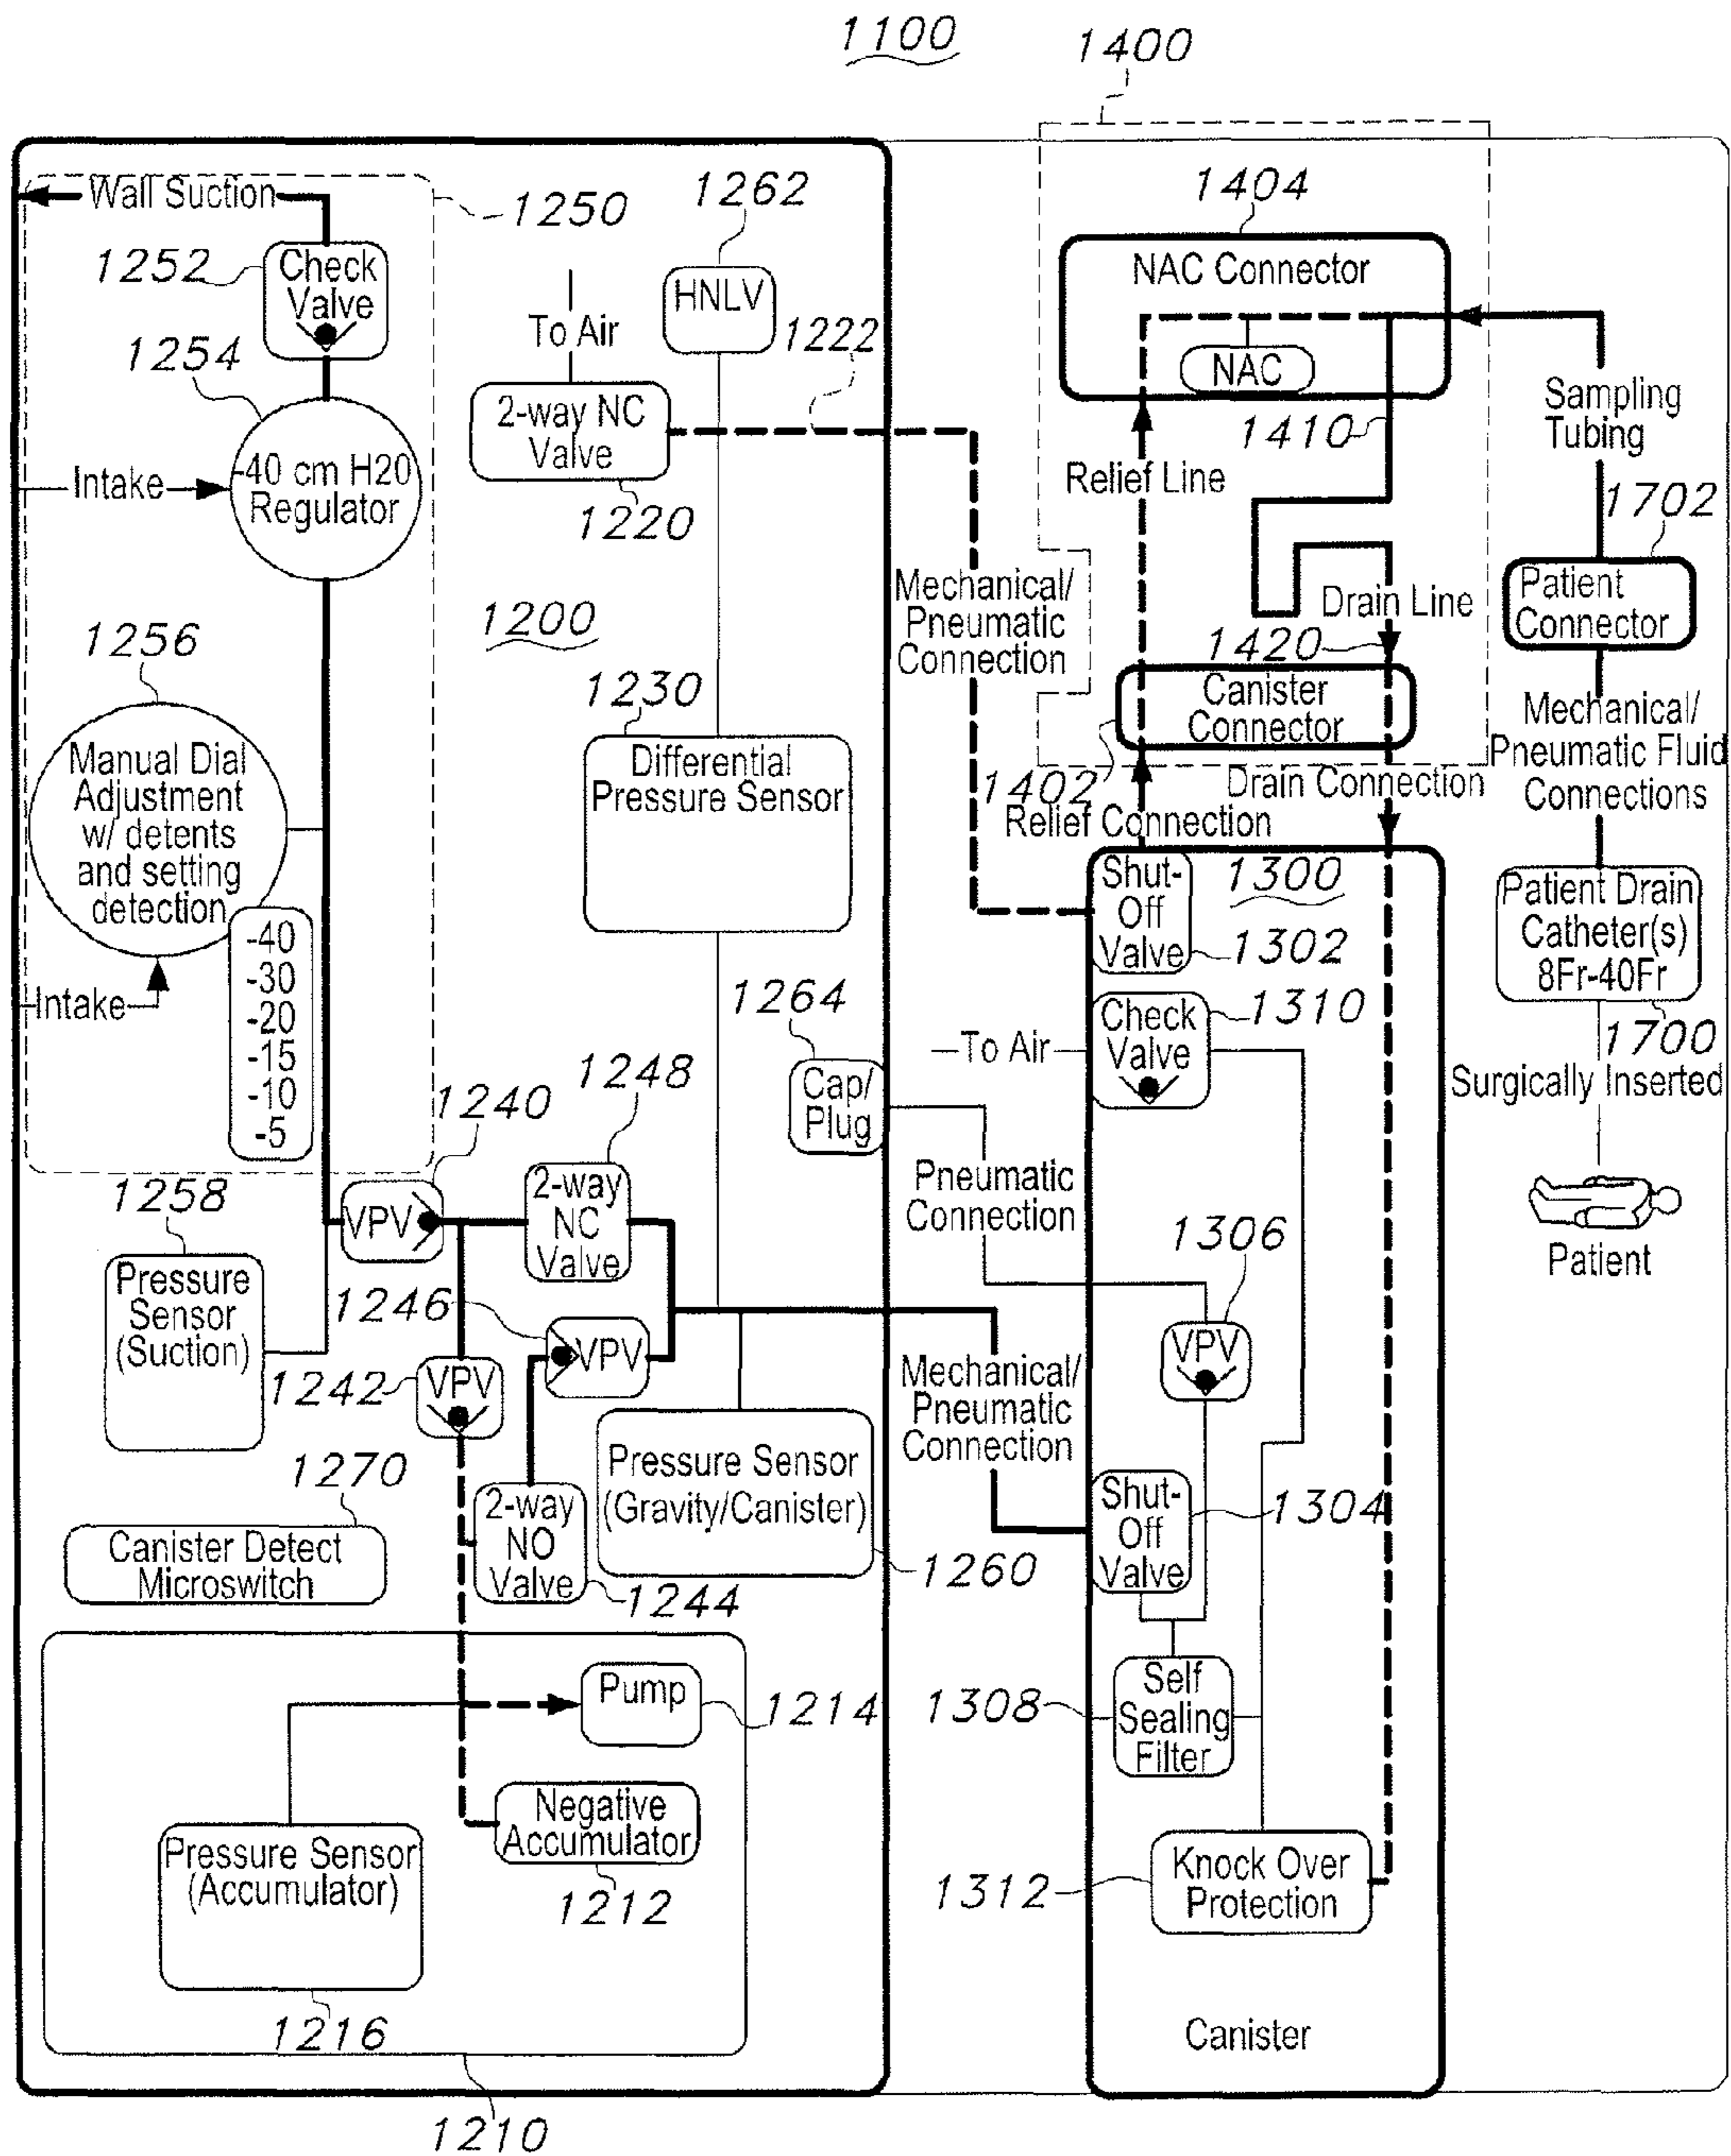 1100
1400
Wall Suction
1250
1252
Check
Valve
1254
-40 cm H20
Regulator
Intake
1256
Manual Dial
Adjustment
w/ detents
and setting
detection
Intake
-40
-30
-20
-15
-10
-5
1262
HNLV
To Air
1222
2-way NC
Valve
1220
1200
1230
Differential
Pressure Sensor
1264
Cap/
Plug
1240
VPV
1248
2-way
NC
Valve
1258
Pressure
Sensor
(Suction)
1246
VPV
1242
VPV
1270
Canister Detect
Microswitch
2-way
NO
Valve
1244
Pressure Sensor
(Gravity/Canister)
1260
Pump
1214
Negative
Accumulator
1212
Pressure Sensor
(Accumulator)
1216
1210
1404
NAC Connector
NAC
1410
Relief Line
Drain Line
1420
Canister
Connector
1402
Relief Connection
Drain Connection
Mechanical/
Pneumatic
Connection
Sampling
Tubing
1702
Patient
Connector
Mechanical/
Pneumatic Fluid
Connections
Patient Drain
Catheter(s)
8Fr-40Fr
1700
Surgically Inserted
Patient
Shut-
Off
Valve
1300
1302
1310
Check
Valve
To Air
Pneumatic
Connection
1306
VPV
Mechanical/
Pneumatic
Connection
Shut-
Off
Valve
1304
1308
Self
Sealing
Filter
1312
Knock Over
Protection
Canister